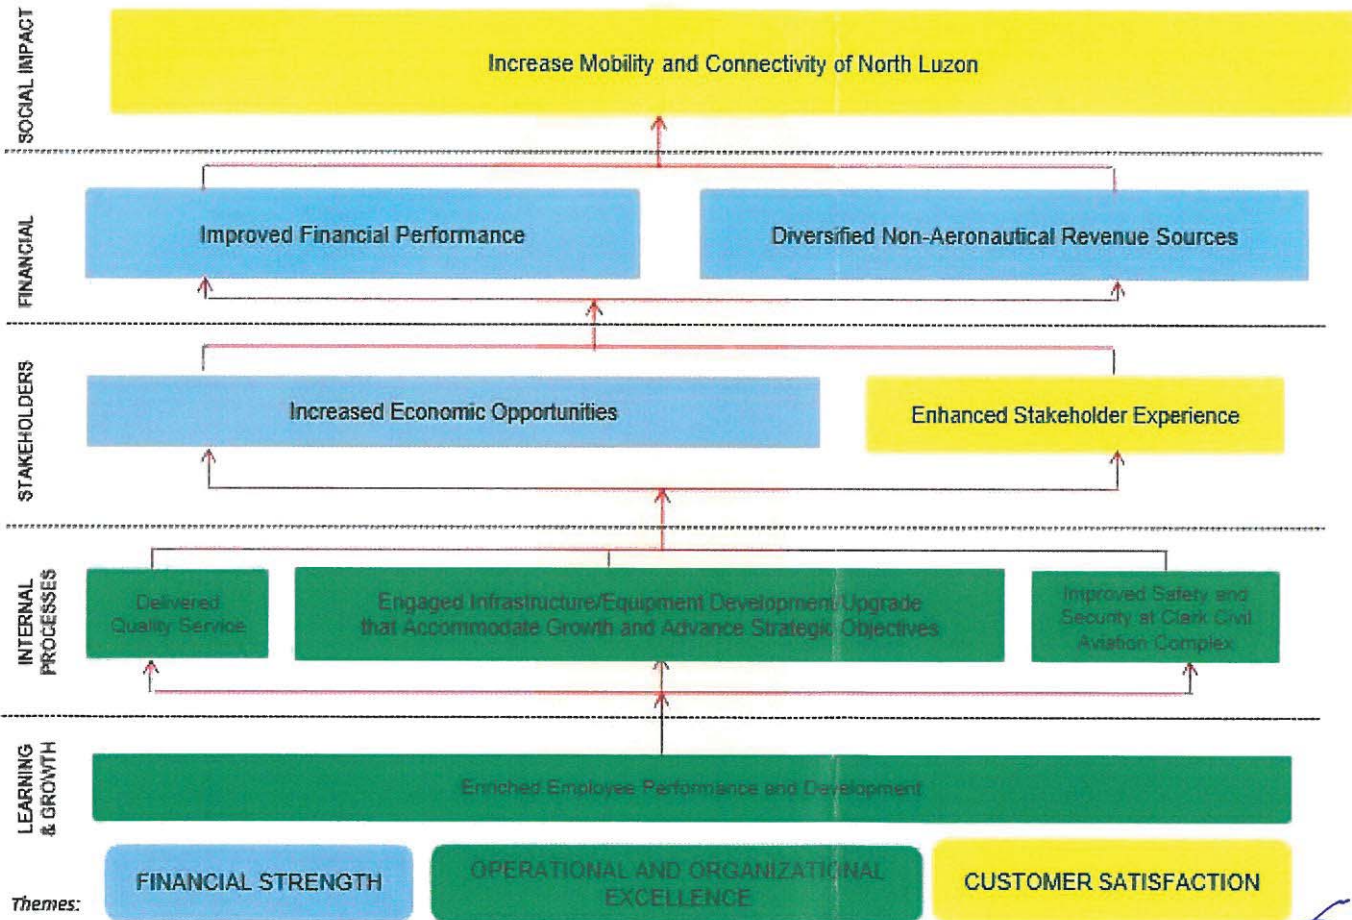 SOCIAL IMPACT
Increase Mobility and Connectivity of North Luzon
FINANCIAL
Improved Financial Performance
Diversified Non-Aeronautical Revenue Sources
STAKEHOLDERS
Increased Economic Opportunities
Enhanced Stakeholder Experience
INTERNAL
PROCESSES
Delivered
Quality Service
Engaged Infrastructure/Equipment Development/Upgrade
that Accommodate Growth and Advance Strategic Objectives
Improved Safety and
Security at Clark Civil
Aviation Complex
LEARNING
& GROWTH
Enriched Employee Performance and Development
Themes:
FINANCIAL STRENGTH
OPERATIONAL AND ORGANIZATIONAL
EXCELLENCE
CUSTOMER SATISFACTION